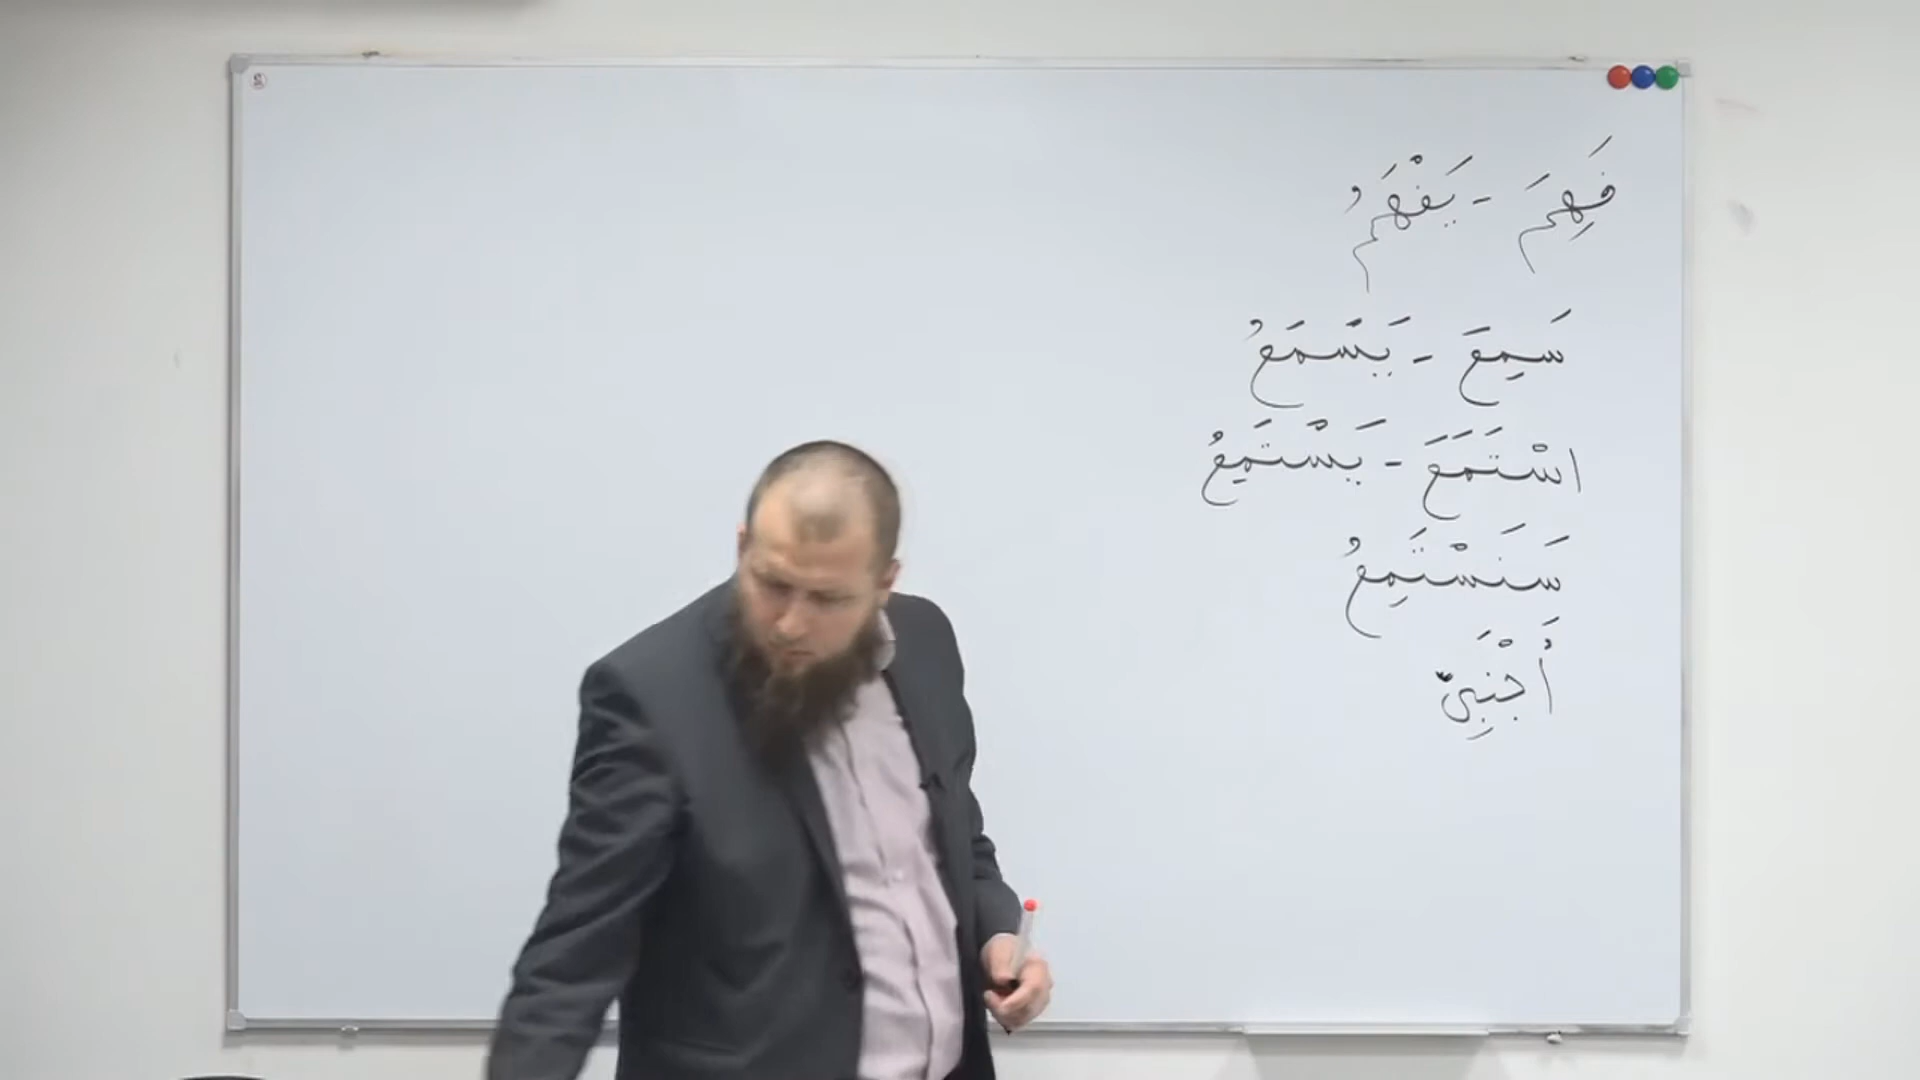 فَهِمَ - يَفْهَمُ
سَمِعَ - يَسْمَعُ
اسْتَمَعَ - يَسْتَمِعُ
سَنَسْتَمِعُ
أَجْنَبِيٌّ